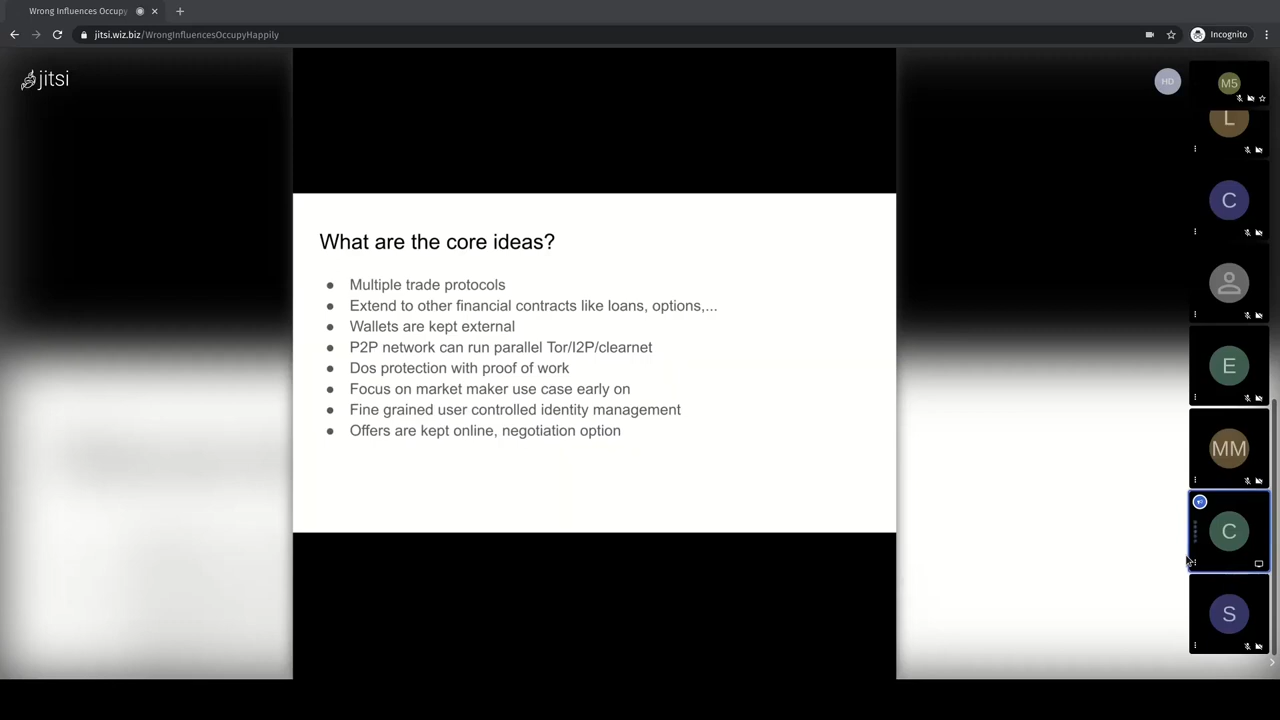 Wrong Influences Occupy
jitsi.wiz.biz/WrongInfluencesOccupyHappily
Incognito
jitsi
HD
M5
L
C
What are the core ideas?
● Multiple trade protocols
● Extend to other financial contracts like loans, options,...
● Wallets are kept external
● P2P network can run parallel Tor/I2P/clearnet
● Dos protection with proof of work
● Focus on market maker use case early on
● Fine grained user controlled identity management
● Offers are kept online, negotiation option
E
MM
C
S